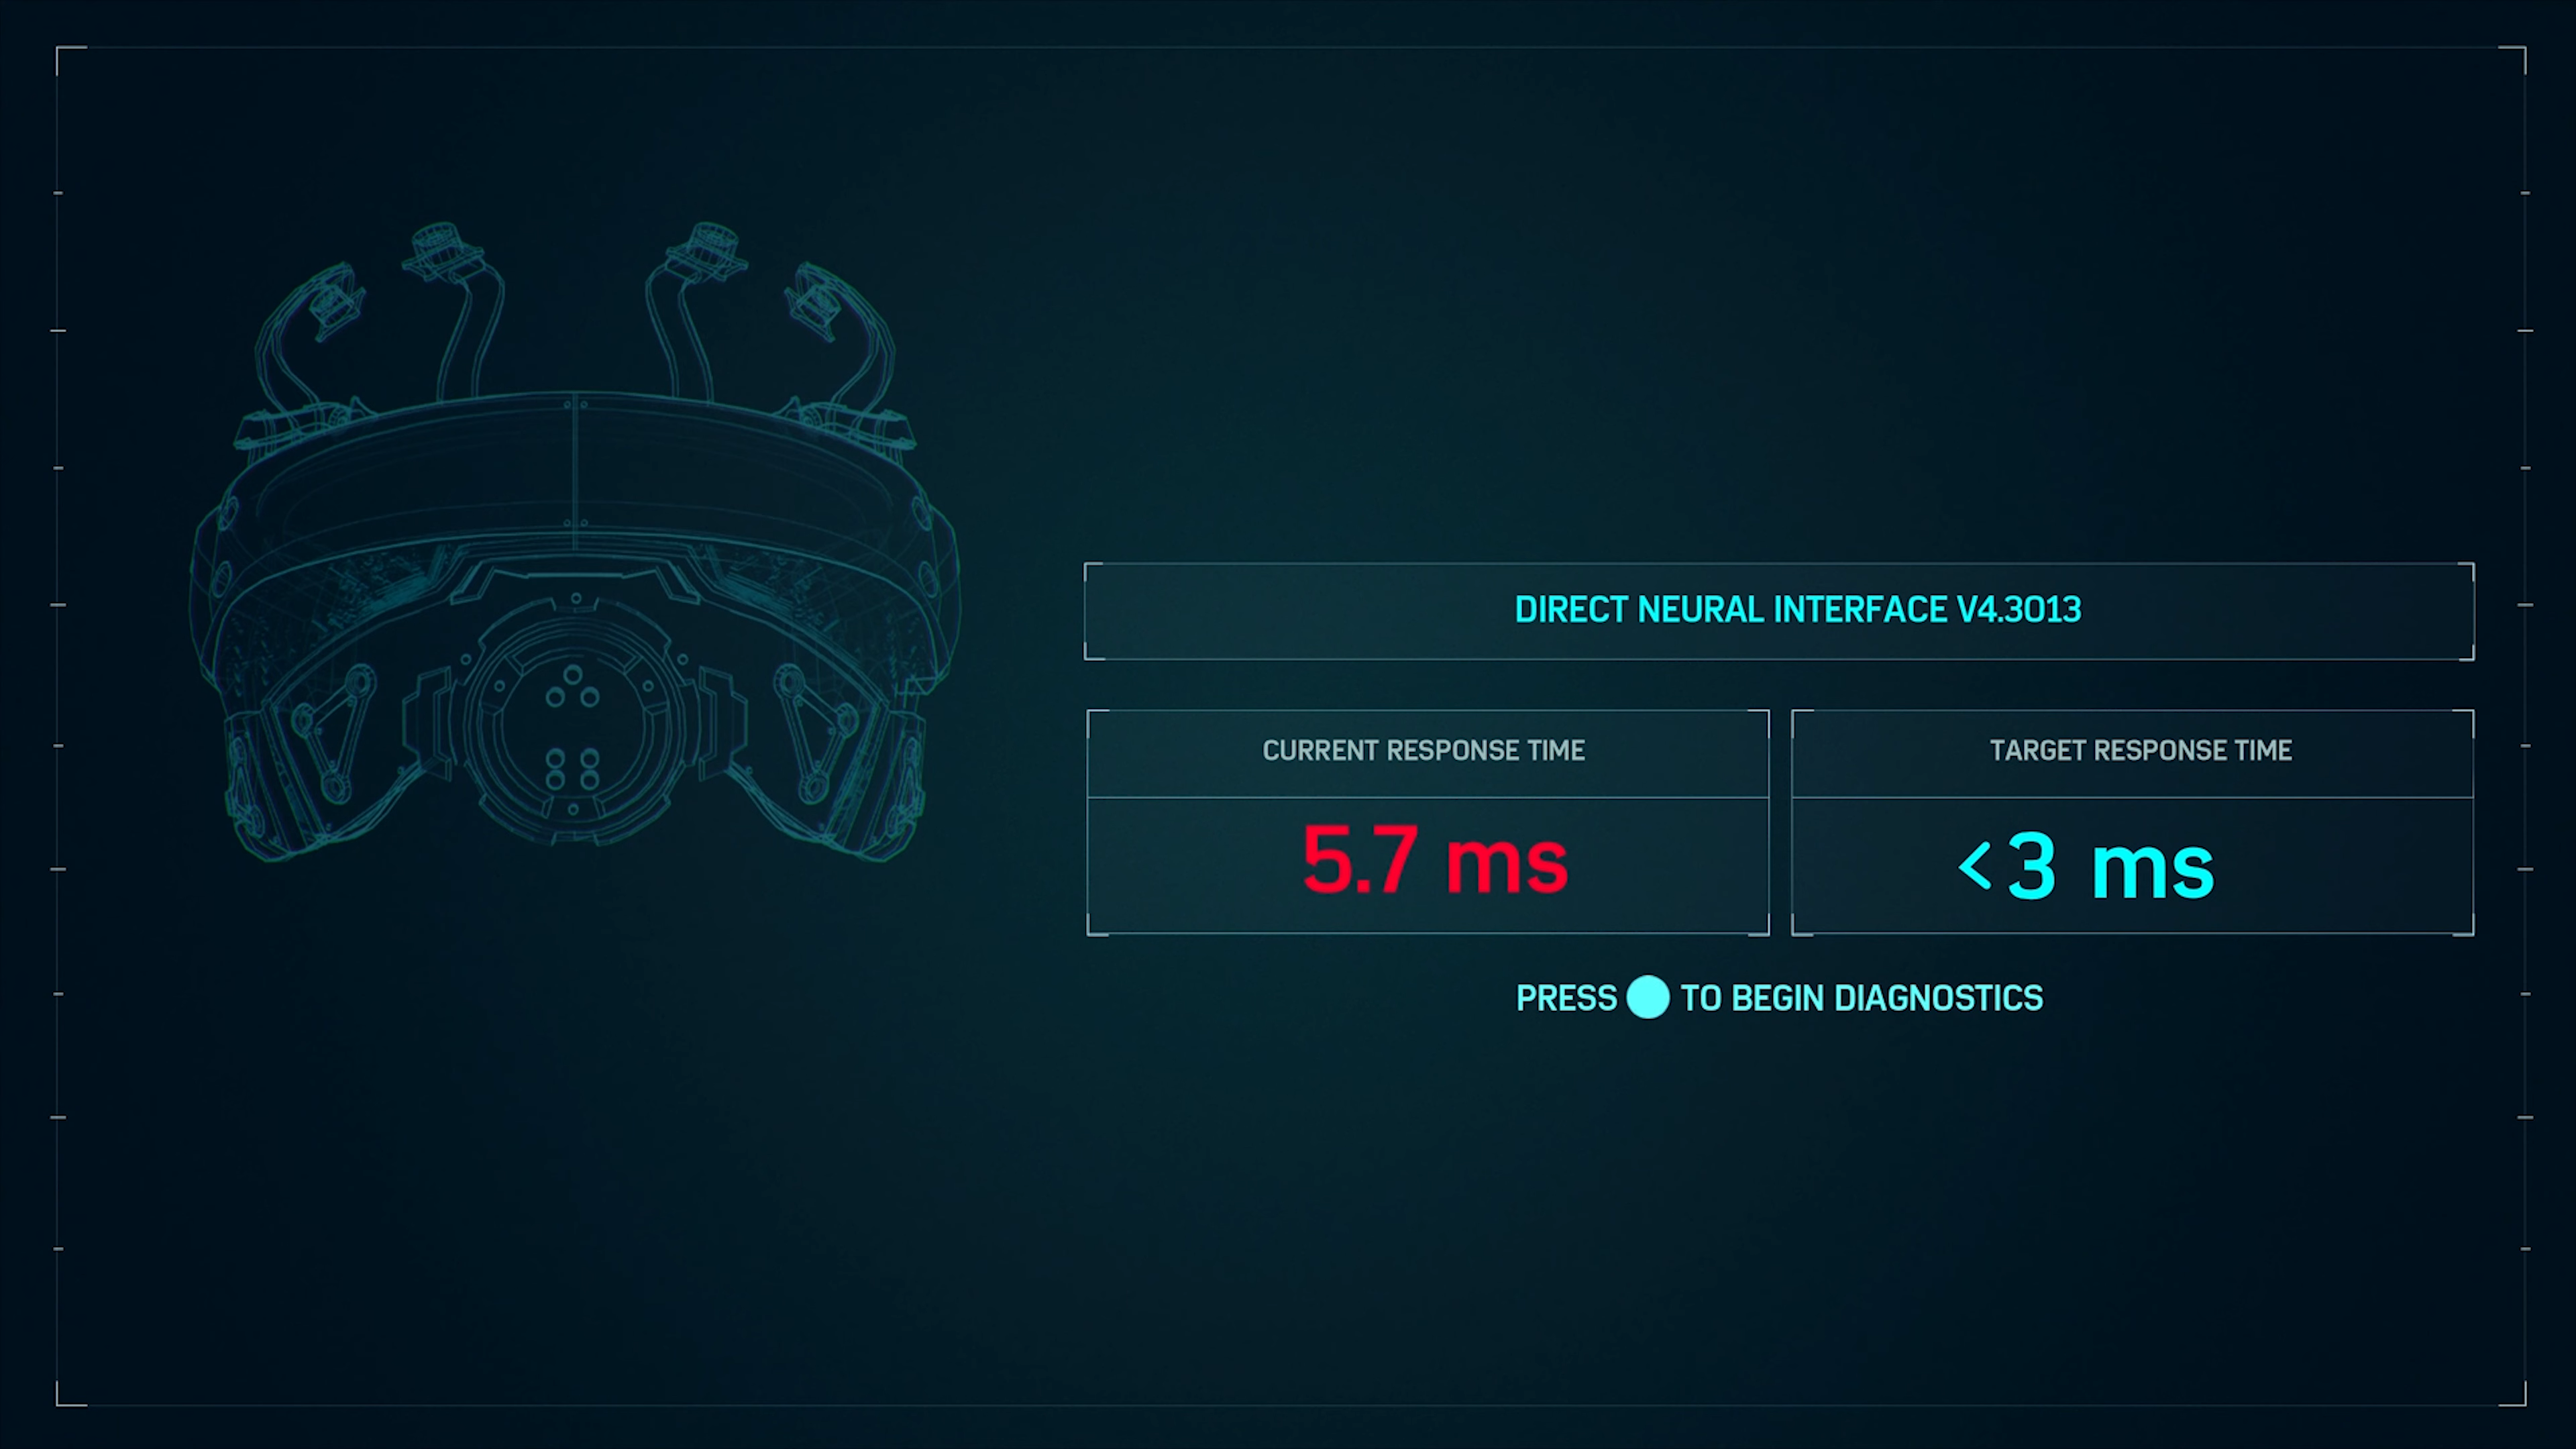 DIRECT NEURAL INTERFACE V4.3013
CURRENT RESPONSE TIME
5.7 ms
TARGET RESPONSE TIME
<3 ms
PRESS TO BEGIN DIAGNOSTICS